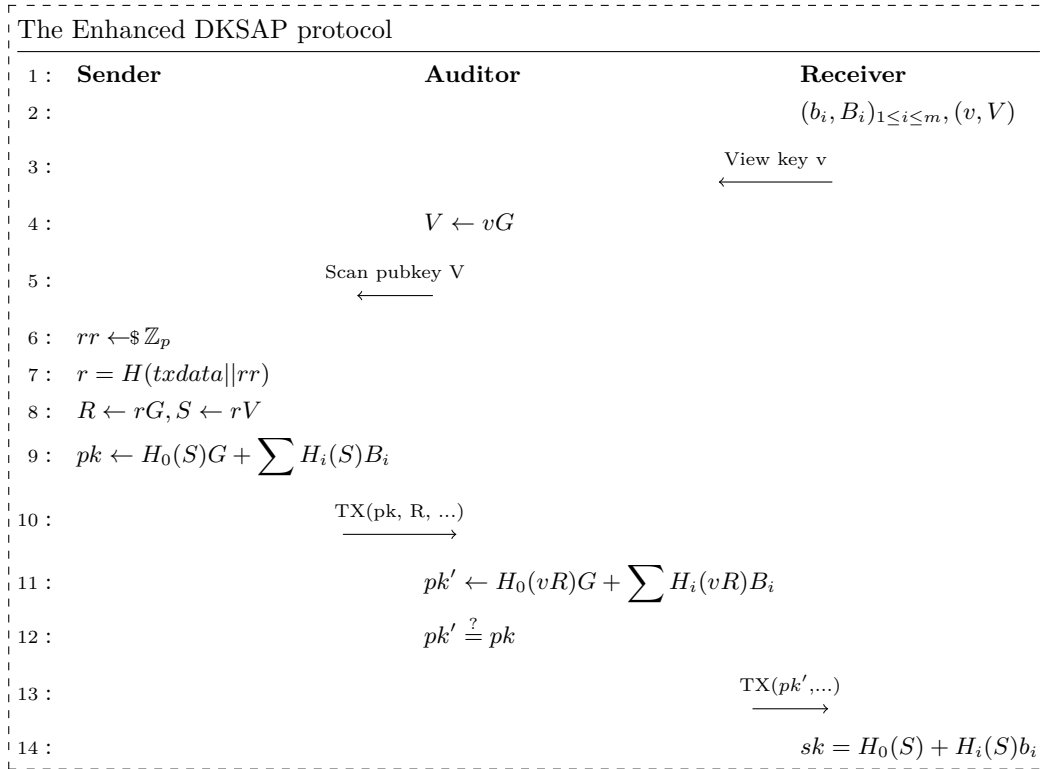 The Enhanced DKSAP protocol
1 : Sender Auditor Receiver
2 : (b_i, B_i)_{1≤i≤m}, (v, V)
3 : View key v
4 : V ← vG
5 : Scan pubkey V
6 : rr ←$ ℤ_p
7 : r = H(txdata||rr)
8 : R ← rG, S ← rV
9 : pk ← H_0(S)G + ∑ H_i(S)B_i
10 : TX(pk, R, ...)
11 : pk′ ← H_0(vR)G + ∑ H_i(vR)B_i
12 : pk′ ≟ pk
13 : TX(pk′,...)
14 : sk = H_0(S) + H_i(S)b_i